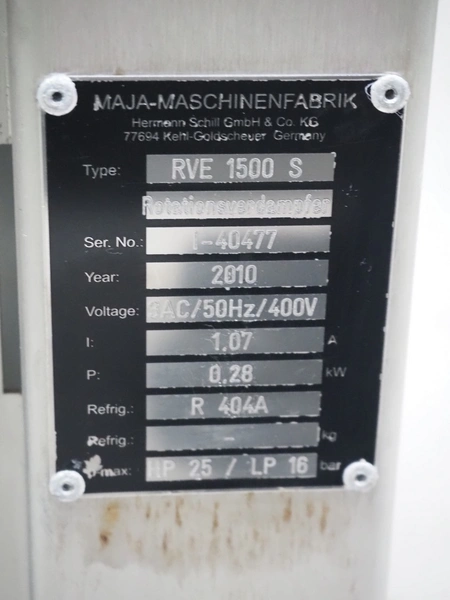 MAJA-MASCHINENFABRIK
Hermann Schill GmbH & Co. KG
77694 Kehl-Goldscheuer Germany
Type: RVE 1500 S
Rotationsverdampfer
Ser. No.: I-40477
Year: 2010
Voltage: 3AC/50Hz/400V
I: 1.07 A
P: 0.28 kW
Refrig.: R 404A
Refrig.: - kg
max: HP 25 / LP 16 bar